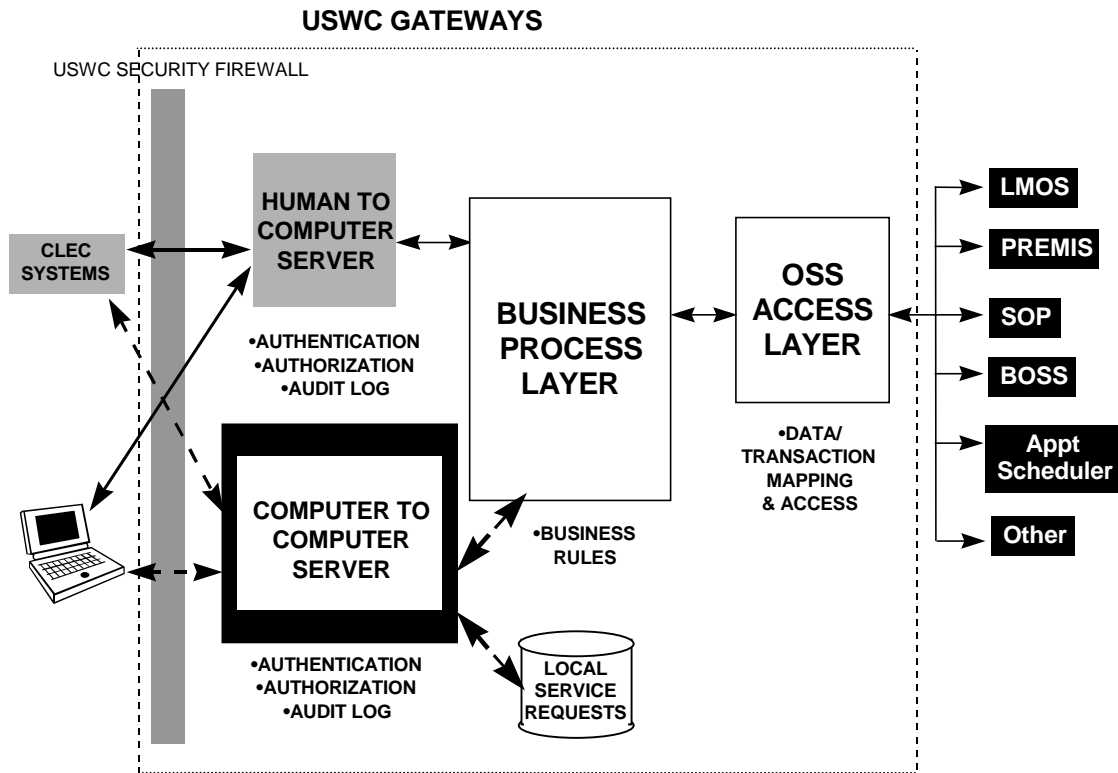 USWC GATEWAYS
USWC SECURITY FIREWALL
CLEC
SYSTEMS
HUMAN TO
COMPUTER
SERVER
•AUTHENTICATION
•AUTHORIZATION
•AUDIT LOG
COMPUTER TO
COMPUTER
SERVER
•AUTHENTICATION
•AUTHORIZATION
•AUDIT LOG
BUSINESS
PROCESS
LAYER
•BUSINESS
RULES
LOCAL
SERVICE
REQUESTS
OSS
ACCESS
LAYER
•DATA/
TRANSACTION
MAPPING
& ACCESS
LMOS
PREMIS
SOP
BOSS
Appt
Scheduler
Other